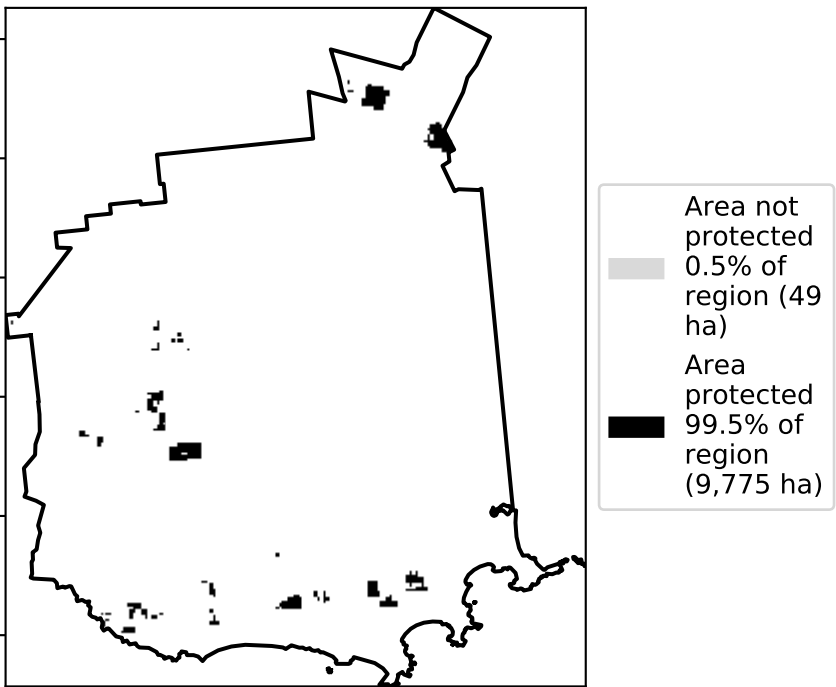 Area not
protected
0.5% of
region (49
ha)
Area
protected
99.5% of
region
(9,775 ha)